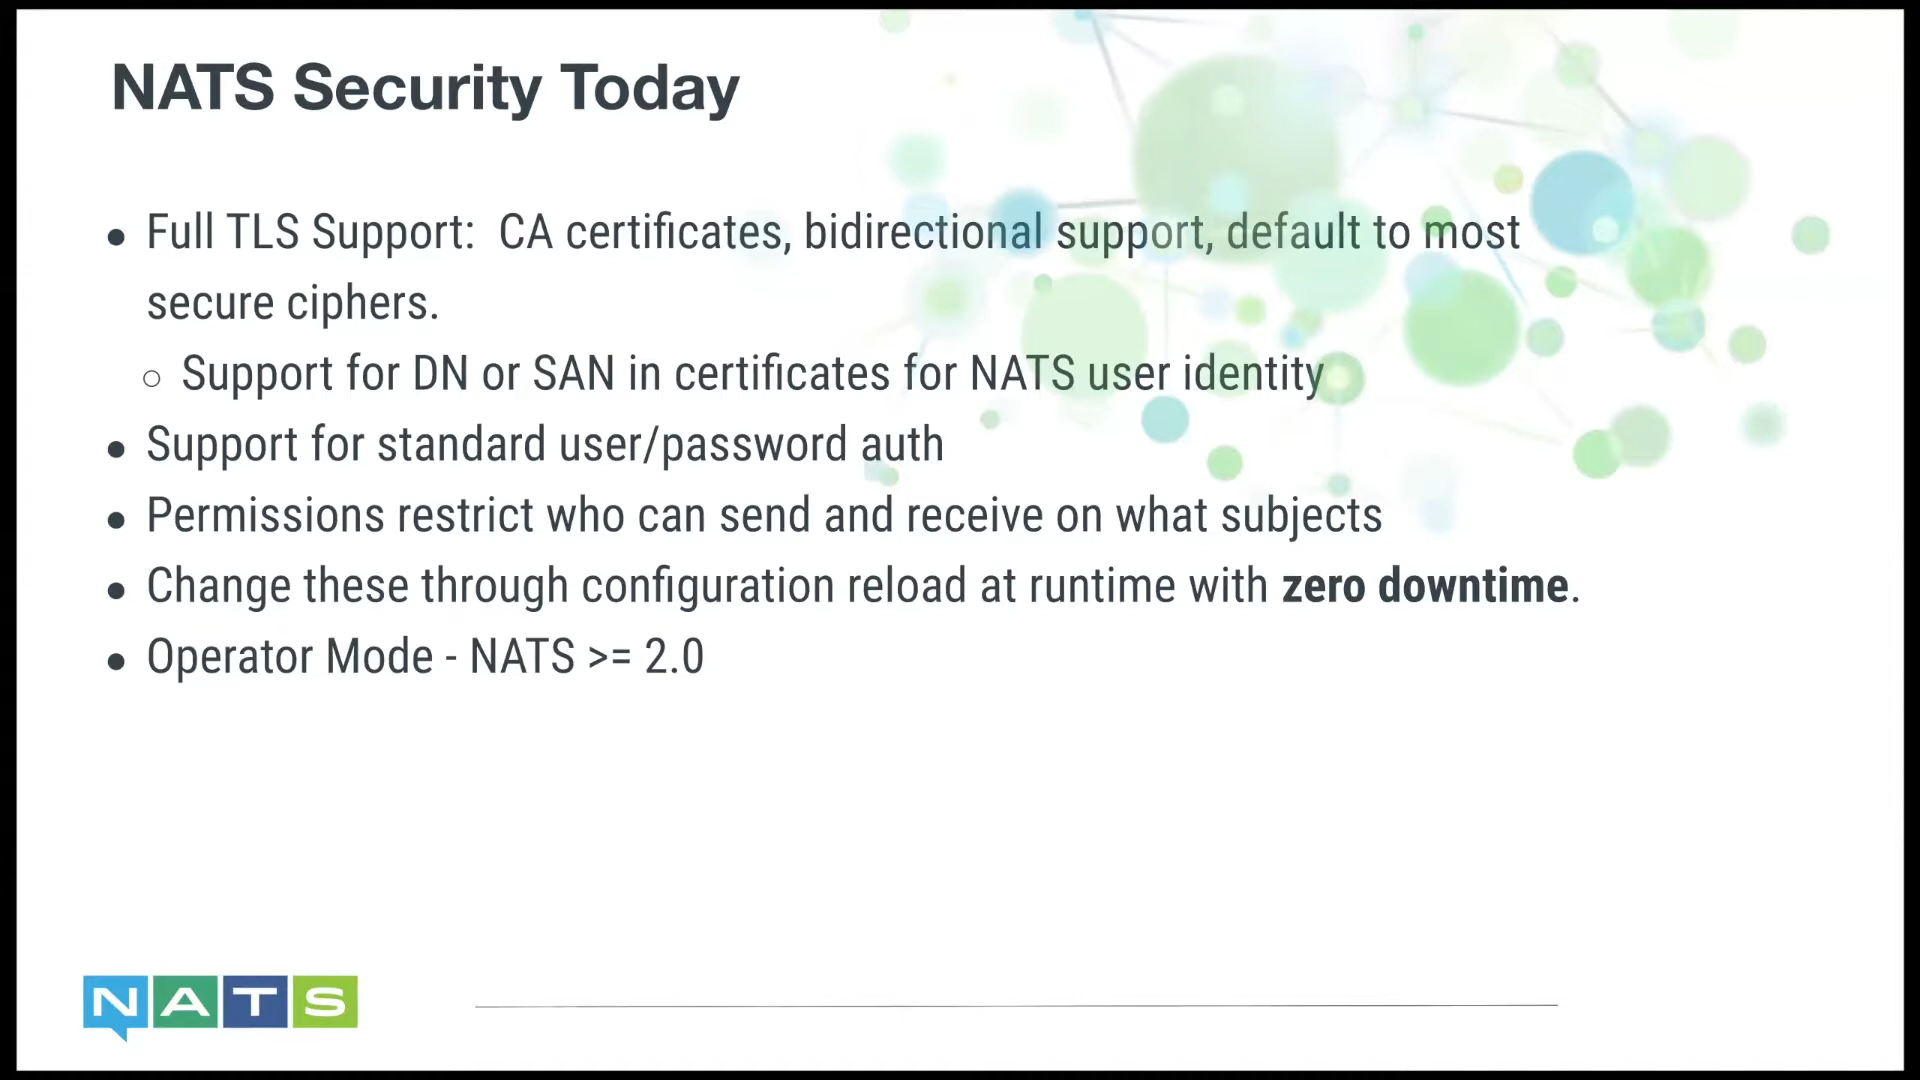 NATS Security Today
● Full TLS Support: CA certificates, bidirectional support, default to most
secure ciphers.
○ Support for DN or SAN in certificates for NATS user identity
● Support for standard user/password auth
● Permissions restrict who can send and receive on what subjects
● Change these through configuration reload at runtime with zero downtime.
● Operator Mode - NATS >= 2.0
NATS